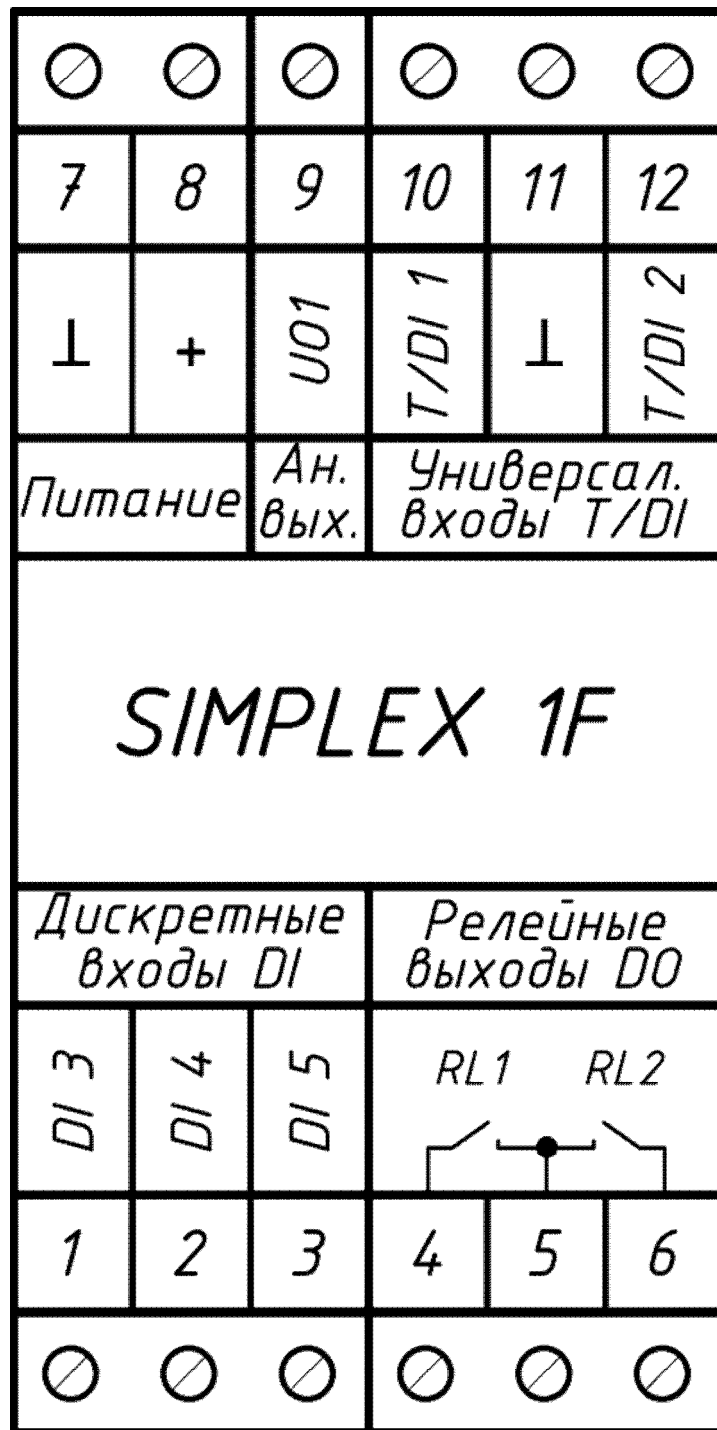 7 8 9 10 11 12
⊥ + UO1 T/DI 1 ⊥ T/DI 2
Питание
Ан.
вых.
Универсал.
входы T/DI
SIMPLEX 1F
Дискретные
входы DI
Релейные
выходы DO
DI 3 DI 4 DI 5
RL1 RL2
1 2 3 4 5 6